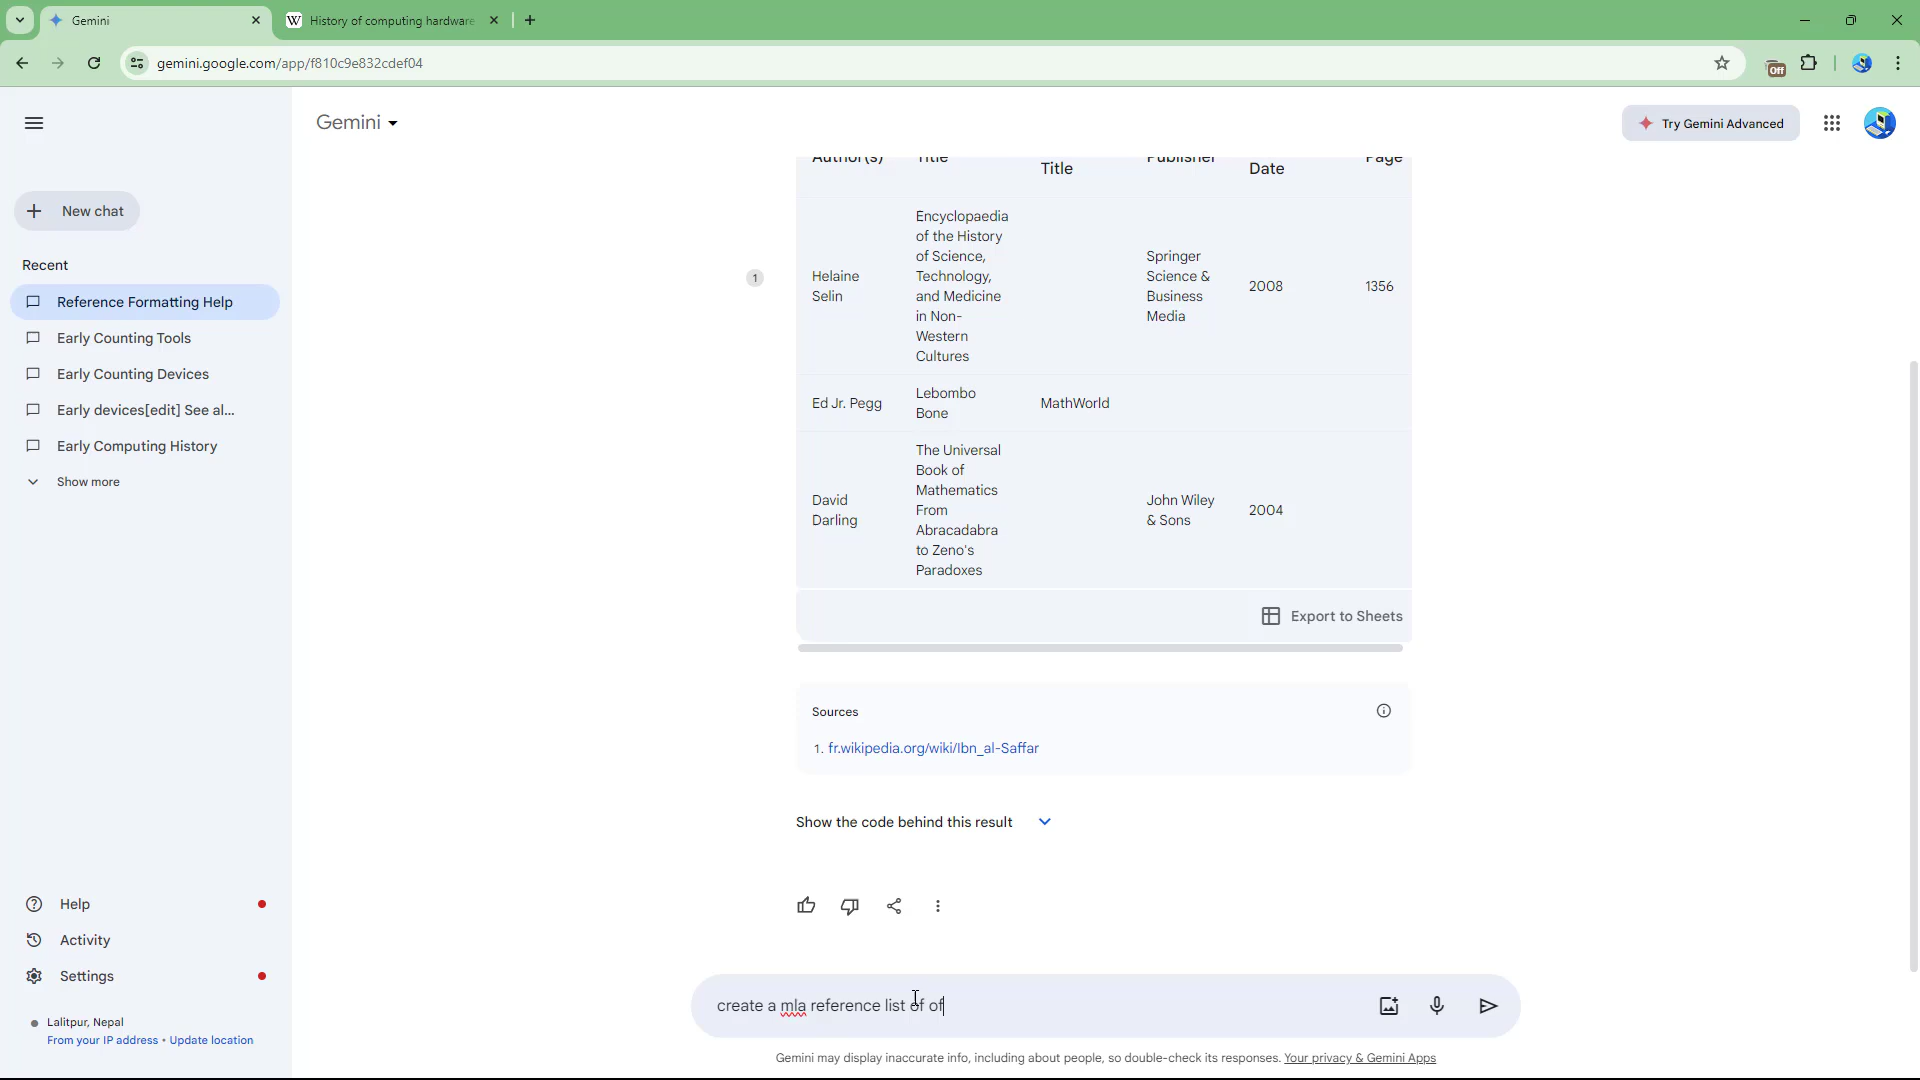 Gemini
History of computing hardware
gemini.google.com/app/f810c9e832cdef04
Off
Gemini
Try Gemini Advanced
New chat
Recent
Reference Formatting Help
Early Counting Tools
Early Counting Devices
Early devices[edit] See al...
Early Computing History
Show more
Help
Activity
Settings
Lalitpur, Nepal
From your IP address • Update location
Author(s) Title Title Publisher Date Page
1
Helaine
Selin
Encyclopaedia
of the History
of Science,
Technology,
and Medicine
in Non-
Western
Cultures
Springer
Science &
Business
Media
2008
1356
Ed Jr. Pegg
Lebombo
Bone
MathWorld
David
Darling
The Universal
Book of
Mathematics
From
Abracadabra
to Zeno's
Paradoxes
John Wiley
& Sons
2004
Export to Sheets
Sources
1. fr.wikipedia.org/wiki/Ibn_al-Saffar
Show the code behind this result
create a mla reference list of of
Gemini may display inaccurate info, including about people, so double-check its responses. Your privacy & Gemini Apps